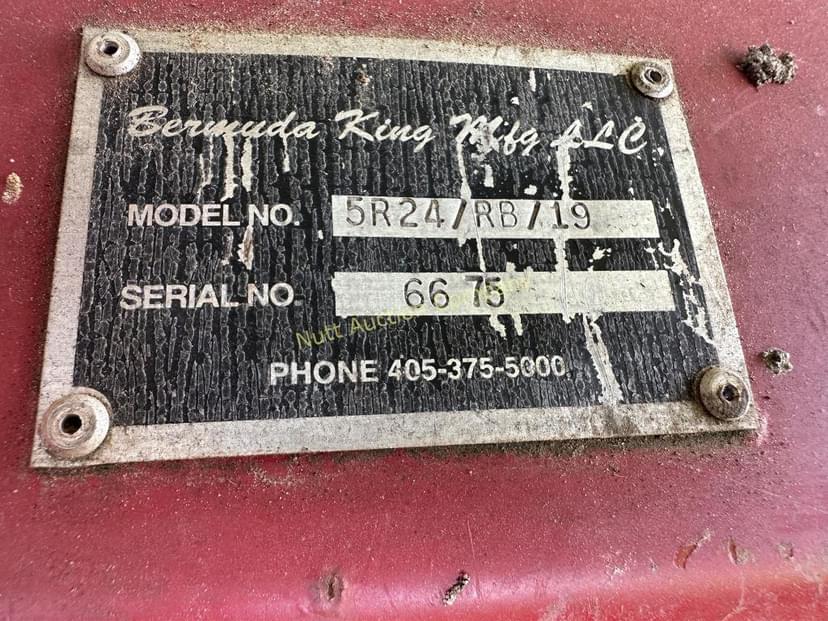 Bermuda King Mfg LLC.
MODEL NO. 5R24/RB/19
SERIAL NO. 66 75
Nutt Auction Company
PHONE 405-375-5000